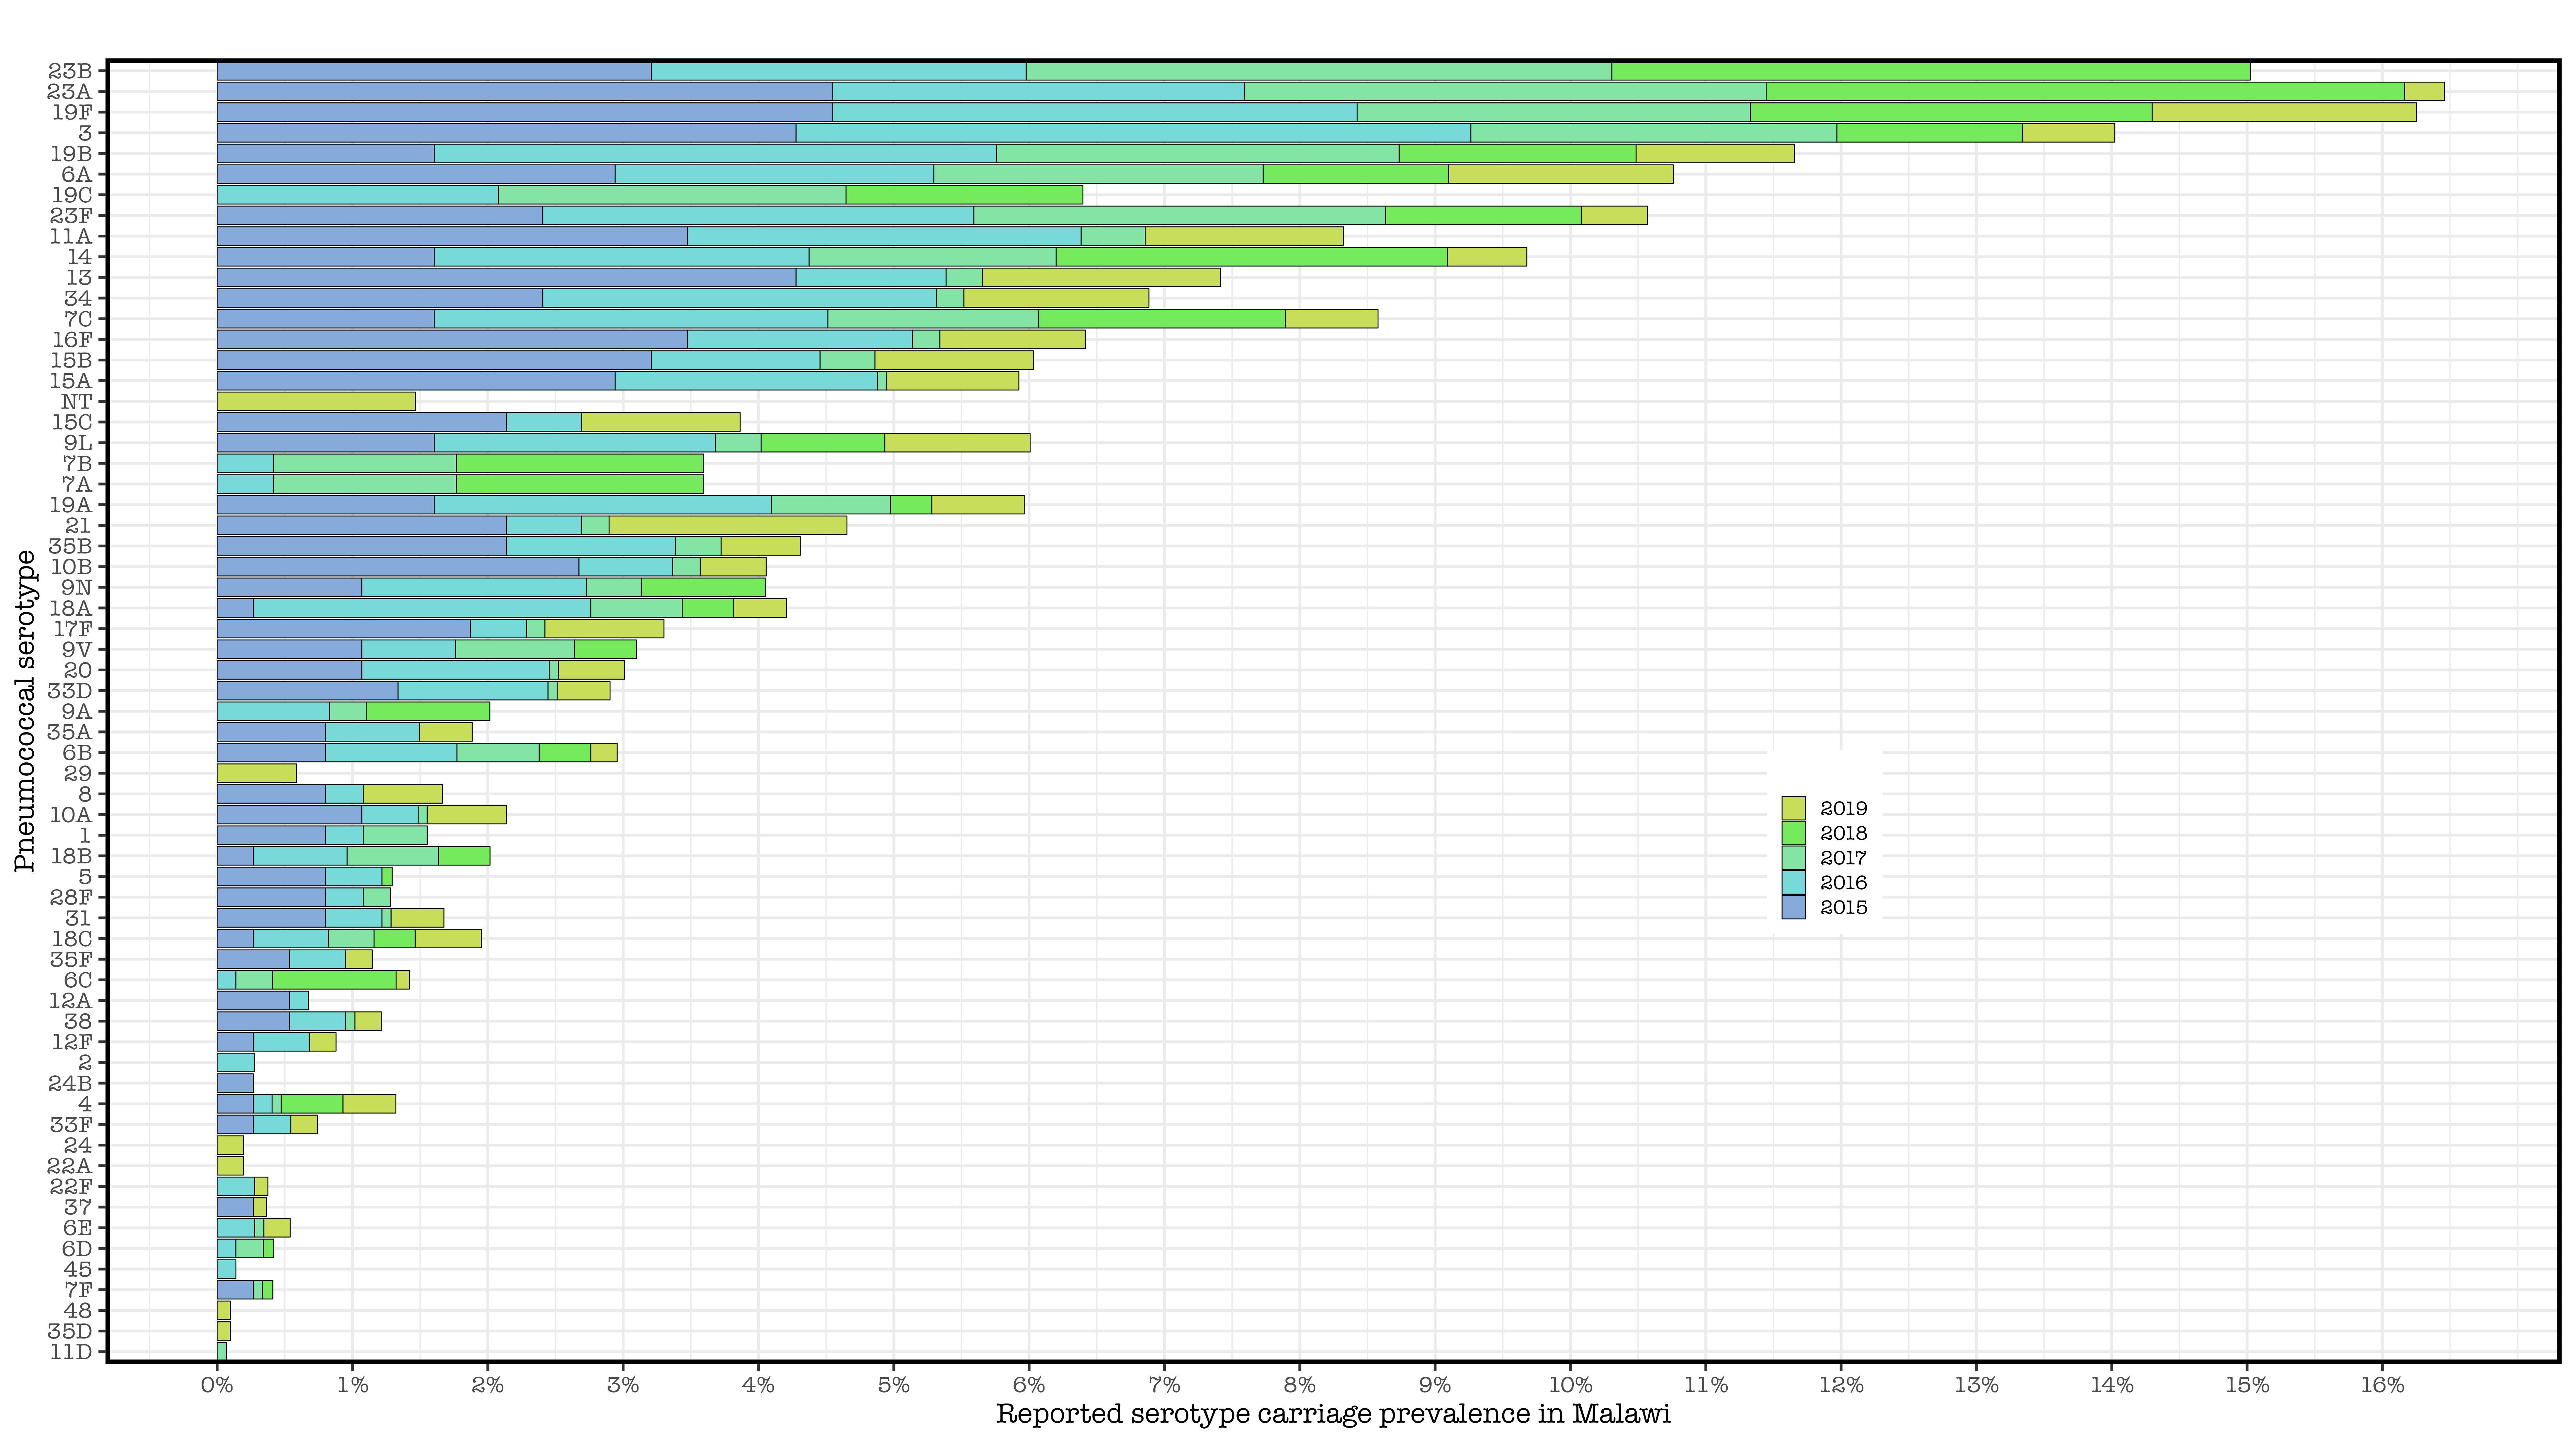 23B
23A
19F
3
19B
6A
19C
23F
11A
14
13
34
7C
16F
15B
15A
NT
15C
9L
7B
7A
19A
21
35B
10B
9N
18A
17F
9V
20
33D
9A
35A
6B
29
8
10A
1
18B
5
28F
31
18C
35F
6C
12A
38
12F
2
24B
4
33F
24
22A
22F
37
6E
6D
45
7F
48
35D
11D
Pneumococcal serotype
2019
2018
2017
2016
2015
0% 1% 2% 3% 4% 5% 6% 7% 8% 9% 10% 11% 12% 13% 14% 15% 16%
Reported serotype carriage prevalence in Malawi